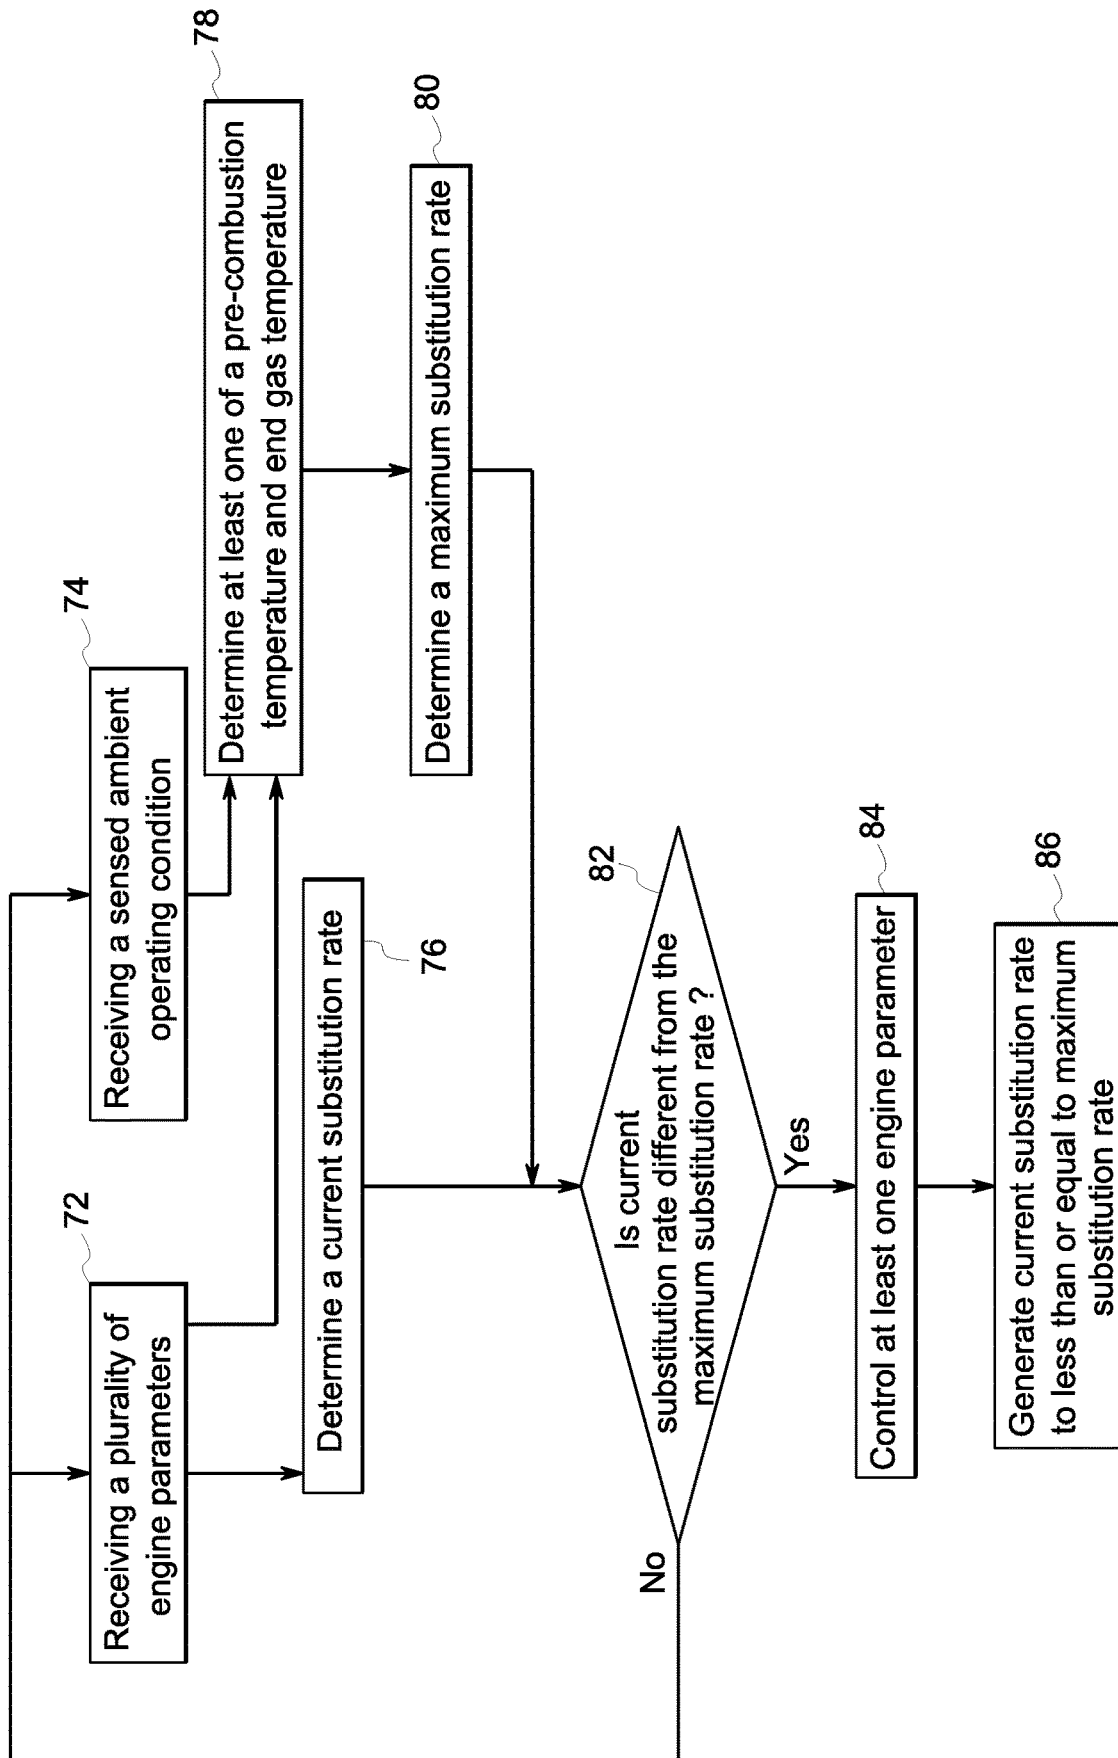 72
Receiving a plurality of
engine parameters
74
Receiving a sensed ambient
operating condition
76
Determine a current substitution rate
78
Determine at least one of a pre-combustion
temperature and end gas temperature
80
Determine a maximum substitution rate
82
Is current
substitution rate different from the
maximum substitution rate ?
No
Yes
84
Control at least one engine parameter
86
Generate current substitution rate
to less than or equal to maximum
substitution rate